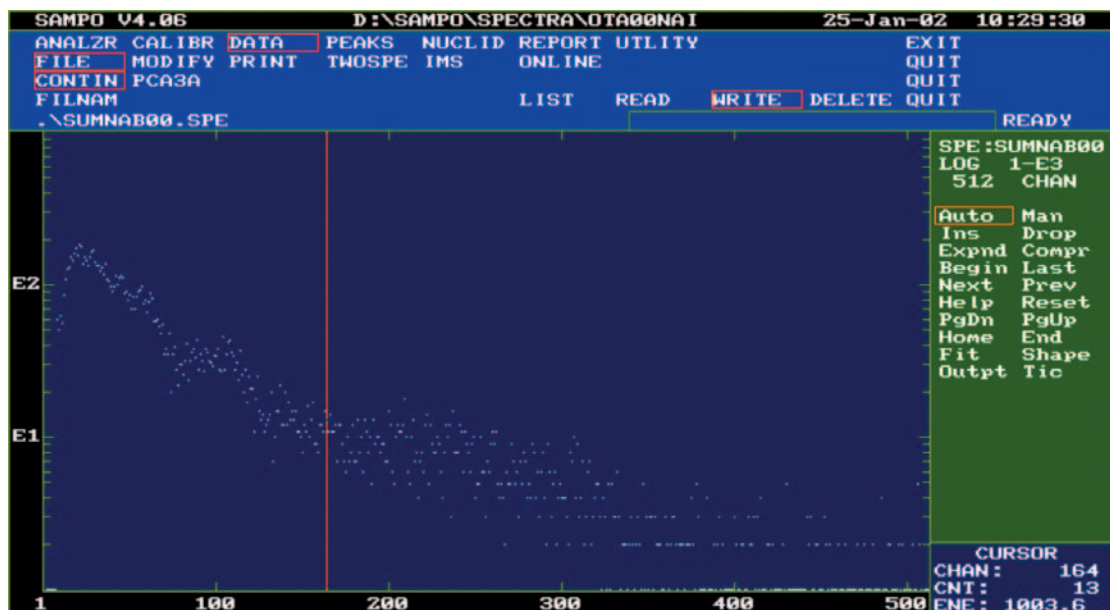 SAMPO V4.06 D:\SAMPO\SPECTRA\OTA00NAI 25-Jan-02 10:29:30
ANALZR CALIBR DATA PEAKS NUCLID REPORT UTLITY EXIT
FILE MODIFY PRINT TWOSPE IMS ONLINE QUIT
CONTIN PCA3A QUIT
FILNAM LIST READ WRITE DELETE QUIT
.\SUMNAB00.SPE READY
SPE:SUMNAB00
LOG 1-E3
512 CHAN
Auto Man
Ins Drop
Expnd Compr
Begin Last
Next Prev
Help Reset
PgDn PgUp
Home End
Fit Shape
Outpt Tic
E2
E1
1 100 200 300 400 500
CURSOR
CHAN: 164
CNT: 13
ENE: 1003.6